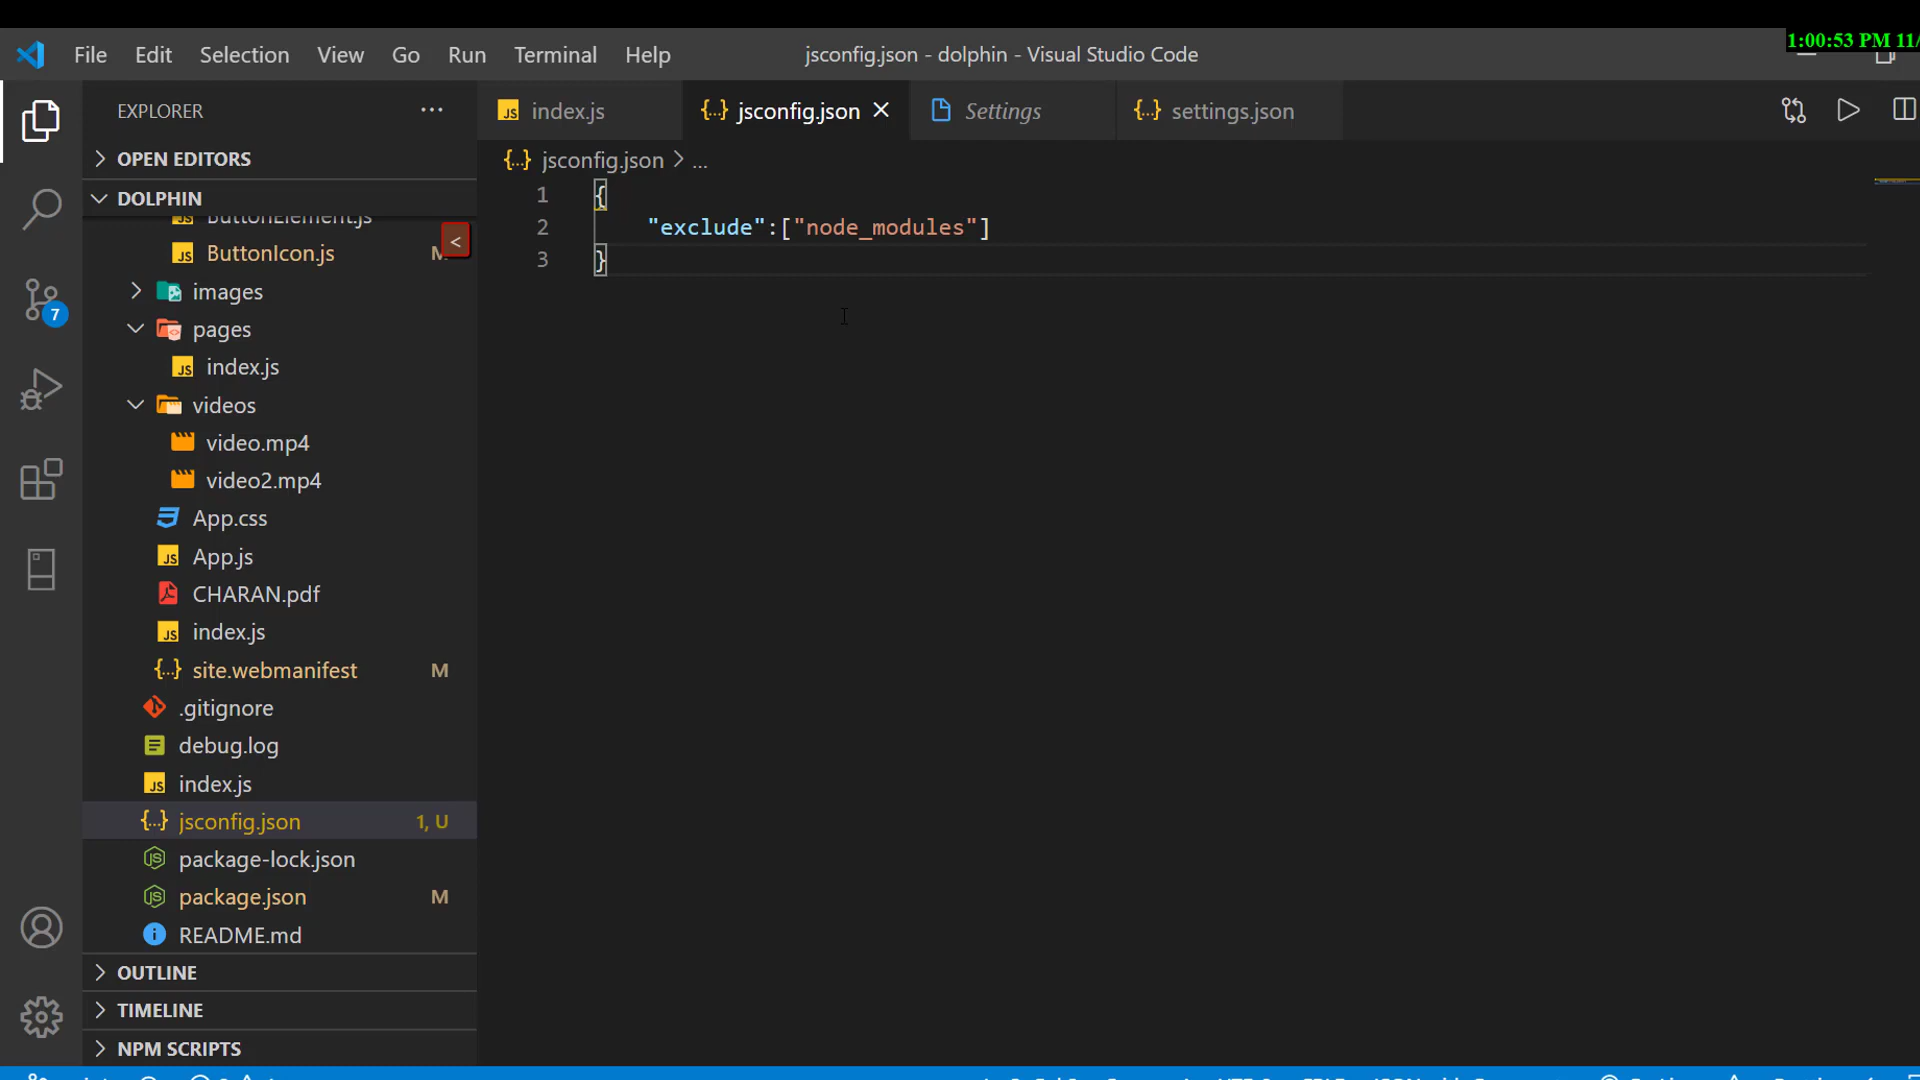 1:00:53 PM 11/
File Edit Selection View Go Run Terminal Help
jsconfig.json - dolphin - Visual Studio Code
EXPLORER ...
index.js
jsconfig.json
Settings
settings.json
OPEN EDITORS
DOLPHIN
jsconfig.json > ...
ButtonElement.js
ButtonIcon.js M
<
images
pages
index.js
videos
video.mp4
video2.mp4
App.css
App.js
CHARAN.pdf
index.js
site.webmanifest M
.gitignore
debug.log
index.js
jsconfig.json 1, U
package-lock.json
package.json M
README.md
OUTLINE
TIMELINE
NPM SCRIPTS
7
1 {
2 "exclude":["node_modules"]
3 }